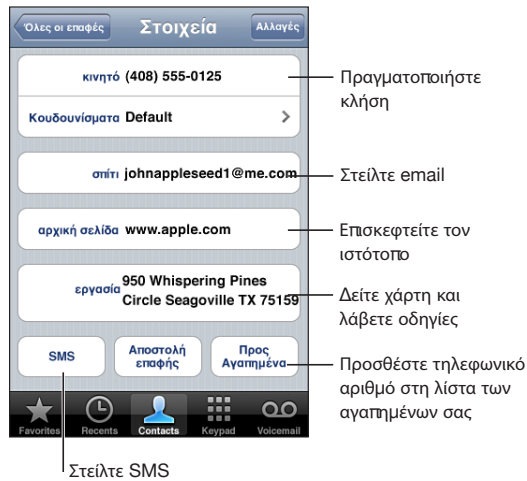 Όλες οι επαφές Στοιχεία Αλλαγές
κινητό (408) 555-0125
Πραγματοποιήστε
κλήση
Κουδουνίσματα Default
σπίτι johnappleseed1@me.com
Στείλτε email
αρχική σελίδα www.apple.com
Επισκεφτείτε τον
ιστότοπο
εργασία 950 Whispering Pines
Circle Seagoville TX 75159
Δείτε χάρτη και
λάβετε οδηγίες
SMS
Αποστολή
επαφής
Προς
Αγαπημένα
Προσθέστε τηλεφωνικό
αριθμό στη λίστα των
αγαπημένων σας
Favorites Recents Contacts Keypad Voicemail
Στείλτε SMS